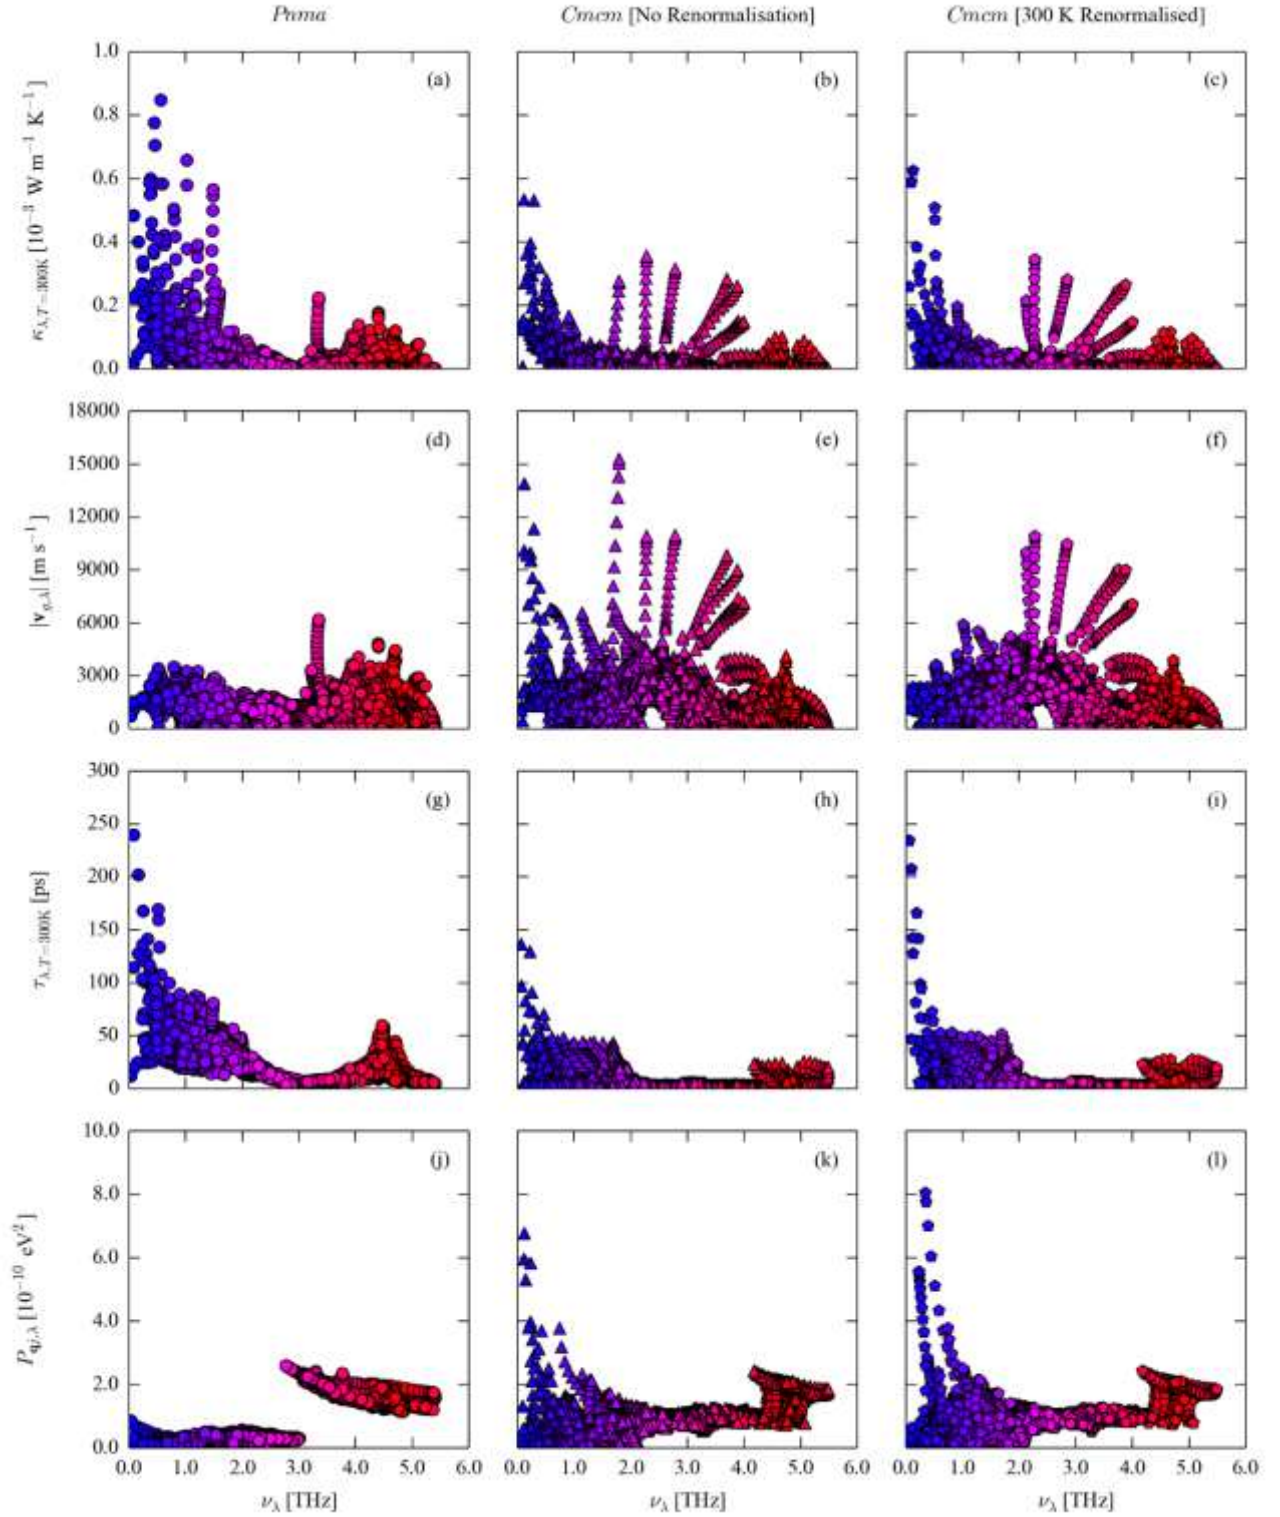 Pnma Cmcm [No Renormalisation] Cmcm [300 K Renormalised]
κλ,T=300K [10⁻³ W m⁻¹ K⁻¹]
1.0 (a) (b) (c)
0.8
0.6
0.4
0.2
0.0
|v_g,λ| [m s⁻¹]
18000 (d) (e) (f)
15000
12000
9000
6000
3000
0
τλ,T=300K [ps]
300 (g) (h) (i)
250
200
150
100
50
0
P_qj,λ [10⁻¹⁰ eV²]
10.0 (j) (k) (l)
8.0
6.0
4.0
2.0
0.0
0.0 1.0 2.0 3.0 4.0 5.0 6.0 0.0 1.0 2.0 3.0 4.0 5.0 6.0 0.0 1.0 2.0 3.0 4.0 5.0 6.0
νλ [THz] νλ [THz] νλ [THz]